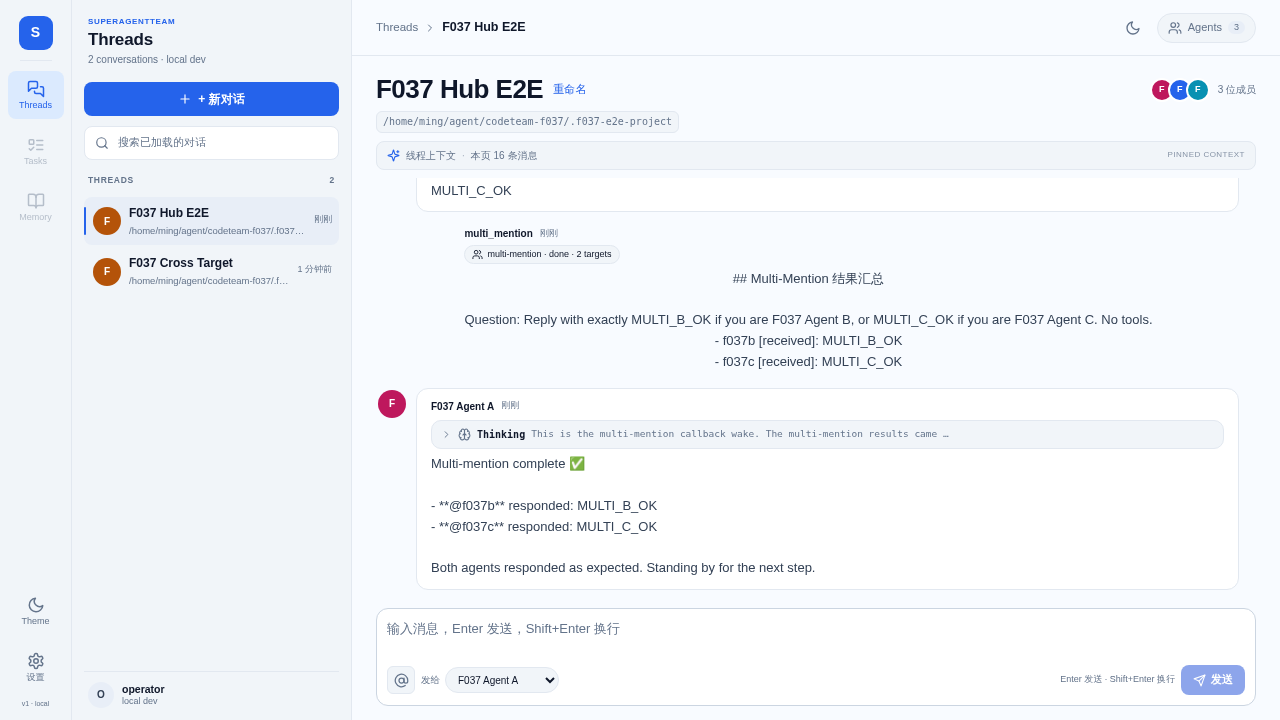 S
Threads
Tasks
Memory
Theme
设置
v1 · local
SUPERAGENTTEAM
Threads
2 conversations · local dev
+ 新对话
搜索已加载的对话
THREADS 2
F
F037 Hub E2E
刚刚
/home/ming/agent/codeteam-f037/.f037…
F
F037 Cross Target
1 分钟前
/home/ming/agent/codeteam-f037/.f…
O
operator
local dev
Threads F037 Hub E2E
Agents 3
F037 Hub E2E 重命名
F F F 3 位成员
/home/ming/agent/codeteam-f037/.f037-e2e-project
线程上下文 · 本页 16 条消息
PINNED CONTEXT
MULTI_C_OK
multi_mention 刚刚
multi-mention · done · 2 targets
## Multi-Mention 结果汇总
Question: Reply with exactly MULTI_B_OK if you are F037 Agent B, or MULTI_C_OK if you are F037 Agent C. No tools.
- f037b [received]: MULTI_B_OK
- f037c [received]: MULTI_C_OK
F
F037 Agent A 刚刚
Thinking This is the multi-mention callback wake. The multi-mention results came …
Multi-mention complete ✅
- **@f037b** responded: MULTI_B_OK
- **@f037c** responded: MULTI_C_OK
Both agents responded as expected. Standing by for the next step.
输入消息，Enter 发送，Shift+Enter 换行
发给 F037 Agent A
Enter 发送 · Shift+Enter 换行
发送